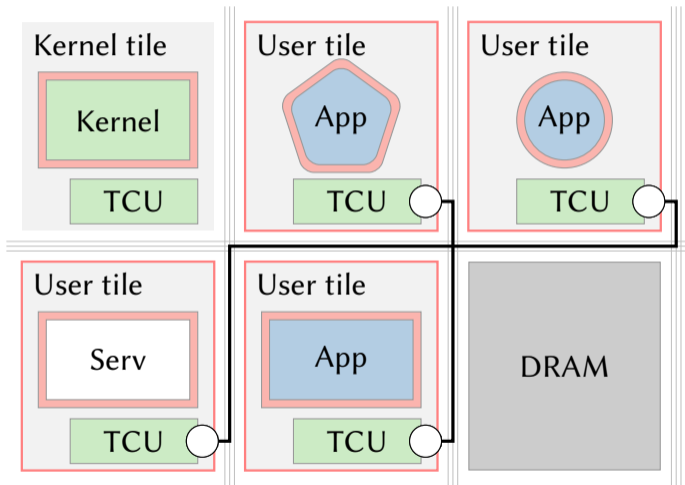 Kernel tile
Kernel
TCU
User tile
App
TCU
User tile
App
TCU
User tile
Serv
TCU
User tile
App
TCU
DRAM